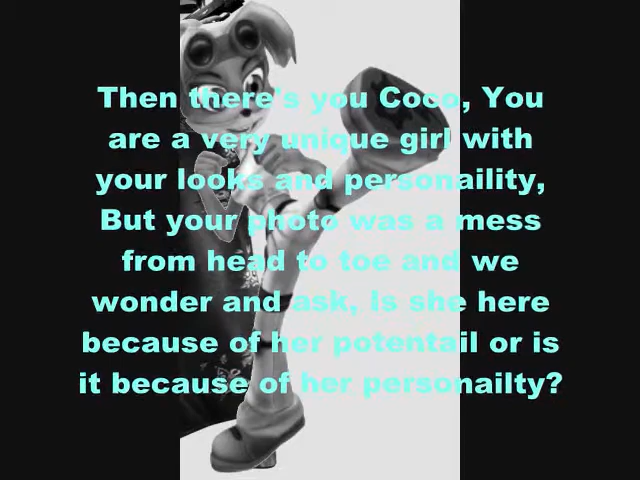 Then there's you Coco, You
are a very unique girl with
your looks and personaility,
But your photo was a mess
from head to toe and we
wonder and ask, Is she here
because of her potentail or is
it because of her personailty?